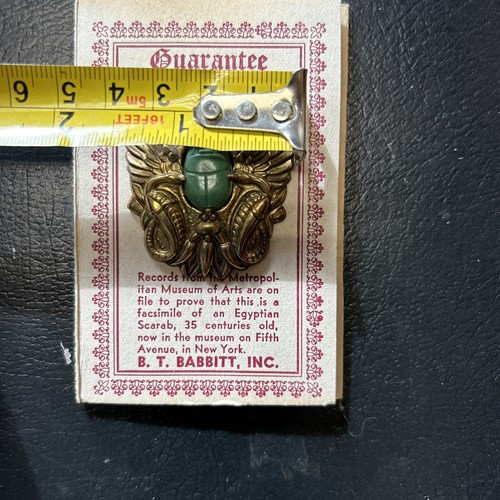 Guarantee
6 5 4 3 2 1
16FEET 5m
2 1
Records from the Metropol-
itan Museum of Arts are on
file to prove that this is a
facsimile of an Egyptian
Scarab, 35 centuries old,
now in the museum on Fifth
Avenue, in New York.
B. T. BABBITT, INC.